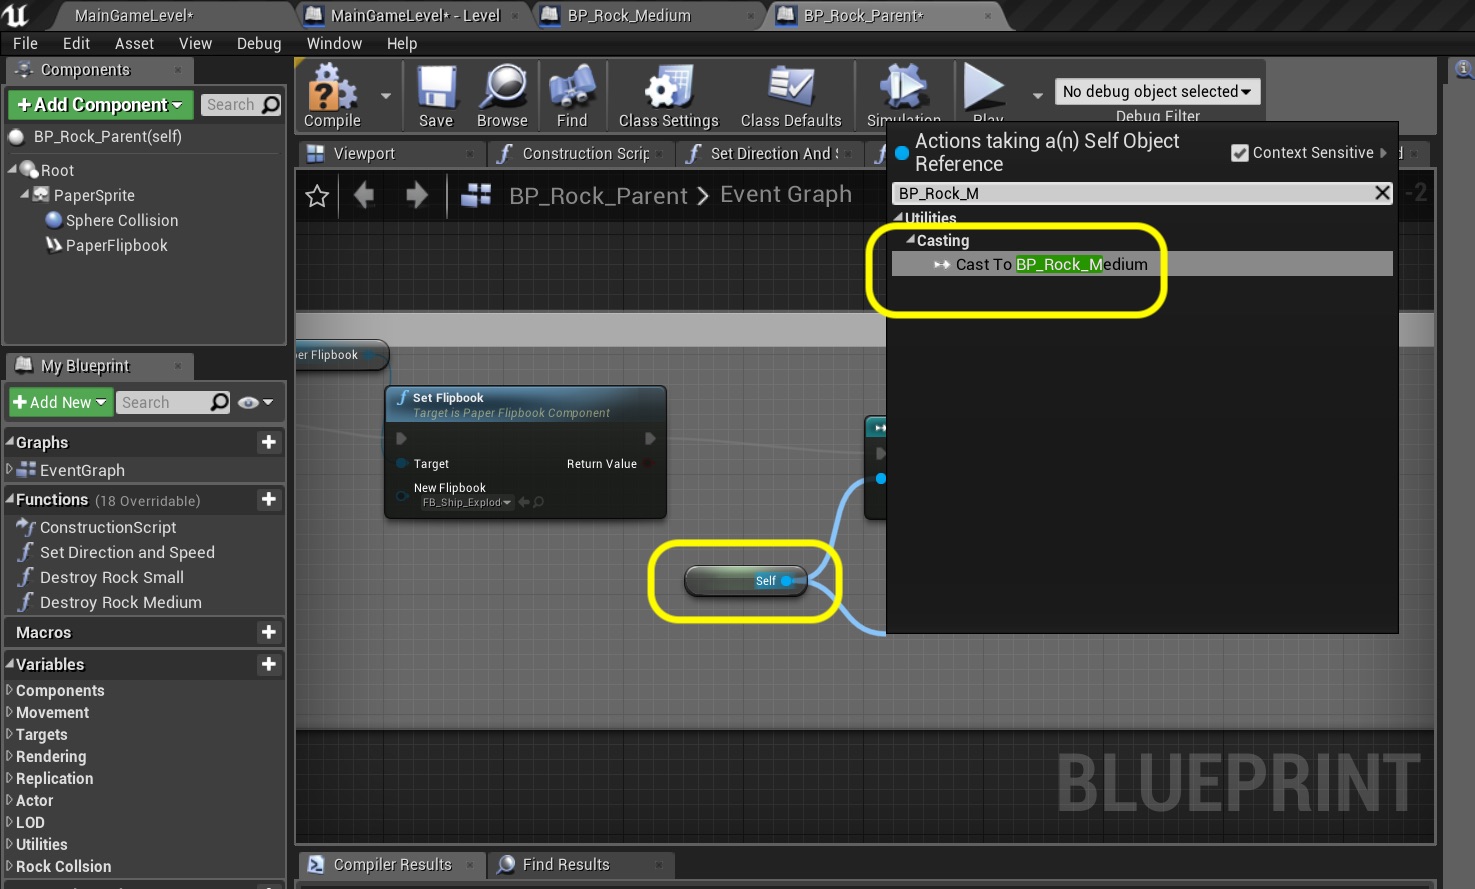 MainGameLevel*
MainGameLevel* - Level
BP_Rock_Medium
BP_Rock_Parent*
File Edit Asset View Debug Window Help
Components
Add Component
Search
BP_Rock_Parent(self)
Root
PaperSprite
Sphere Collision
PaperFlipbook
My Blueprint
Add New
Search
Graphs
EventGraph
Functions (18 Overridable)
ConstructionScript
Set Direction and Speed
Destroy Rock Small
Destroy Rock Medium
Macros
Variables
Components
Movement
Targets
Rendering
Replication
Actor
LOD
Utilities
Rock Collsion
Compile
Save
Browse
Find
Class Settings
Class Defaults
Simulation
Play
No debug object selected
Debug Filter
Viewport
Construction Scrip
Set Direction And S
BP_Rock_Parent > Event Graph
-2
Actions taking a(n) Self Object
Reference
Context Sensitive
BP_Rock_M
Utilities
Casting
Cast To BP_Rock_Medium
er Flipbook
Set Flipbook
Target is Paper Flipbook Component
Target
Return Value
New Flipbook
FB_Ship_Explod
Self
BLUEPRINT
Compiler Results
Find Results